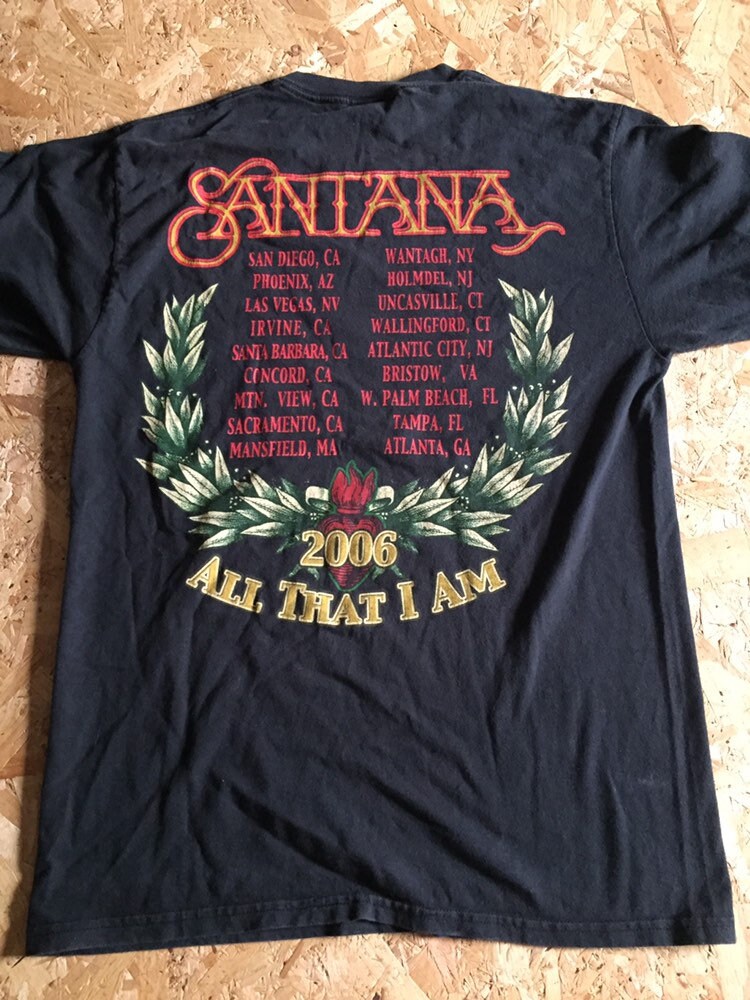 SANTANA
SAN DIEGO, CA
PHOENIX, AZ
LAS VEGAS, NV
IRVINE, CA
SANTA BARBARA, CA
CONCORD, CA
MTN. VIEW, CA
SACRAMENTO, CA
MANSFIELD, MA
WANTAGH, NY
HOLMDEL, NJ
UNCASVILLE, CT
WALLINGFORD, CT
ATLANTIC CITY, NJ
BRISTOW, VA
W. PALM BEACH, FL
TAMPA, FL
ATLANTA, GA
2006
ALL THAT I AM